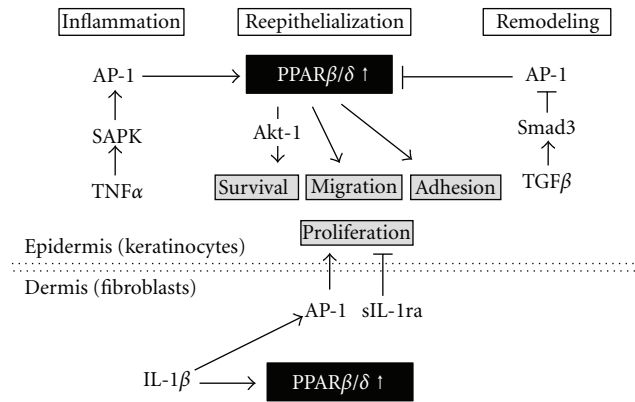 Inflammation Reepithelialization Remodeling
AP-1 PPARβ/δ ↑ AP-1
SAPK Akt-1 Smad3
TNFα Survival Migration Adhesion TGFβ
Proliferation
Epidermis (keratinocytes)
Dermis (fibroblasts)
AP-1 sIL-1ra
IL-1β PPARβ/δ ↑